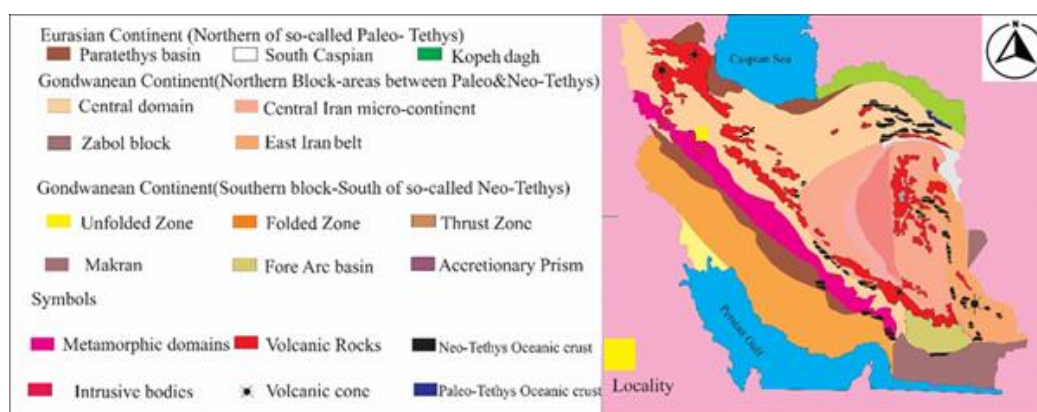 Eurasian Continent (Northern of so-called Paleo- Tethys)
Paratethys basin South Caspian Kopeh dagh
Gondwanean Continent(Northern Block-areas between Paleo&Neo-Tethys)
Central domain Central Iran micro-continent
Zabol block East Iran belt
Gondwanean Continent(Southern block-South of so-called Neo-Tethys)
Unfolded Zone Folded Zone Thrust Zone
Makran Fore Arc basin Accretionary Prism
Symbols
Metamorphic domains Volcanic Rocks Neo-Tethys Oceanic crust
Intrusive bodies Volcanic cone Paleo-Tethys Oceanic crust
N
Caspian Sea
Persian Gulf
Locality